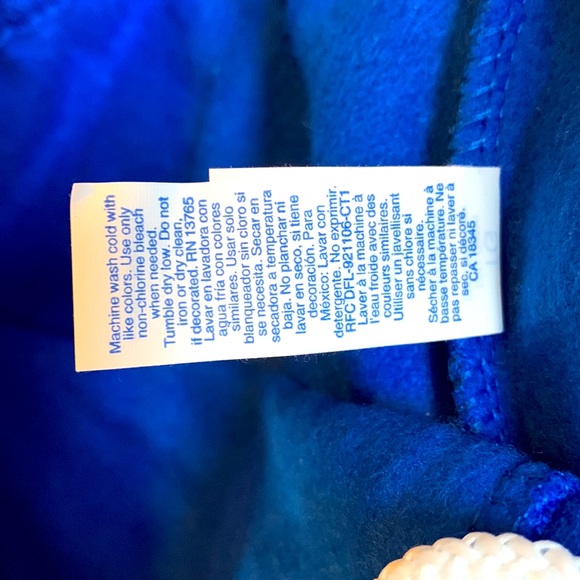 Machine wash cold with
like colors. Use only
non-chlorine bleach
when needed.
Tumble dry low. Do not
iron or dry clean,
if decorated. RN 13765
Lavar en lavadora con
agua fría con colores
similares. Usar solo
blanqueador sin cloro si
se necesita. Secar en
secadora a temperatura
baja. No planchar ni
lavar en seco, si tiene
decoración. Para
México: Lavar con
detergente. No exprimir.
RFC DFL-921106-CT1
Laver à la machine à
l'eau froide avec des
couleurs similaires.
Utiliser un javellisant
sans chlore si
nécessaire.
Sécher à la machine à
basse température. Ne
pas repasser ni laver à
sec, si décoré.
CA 16345